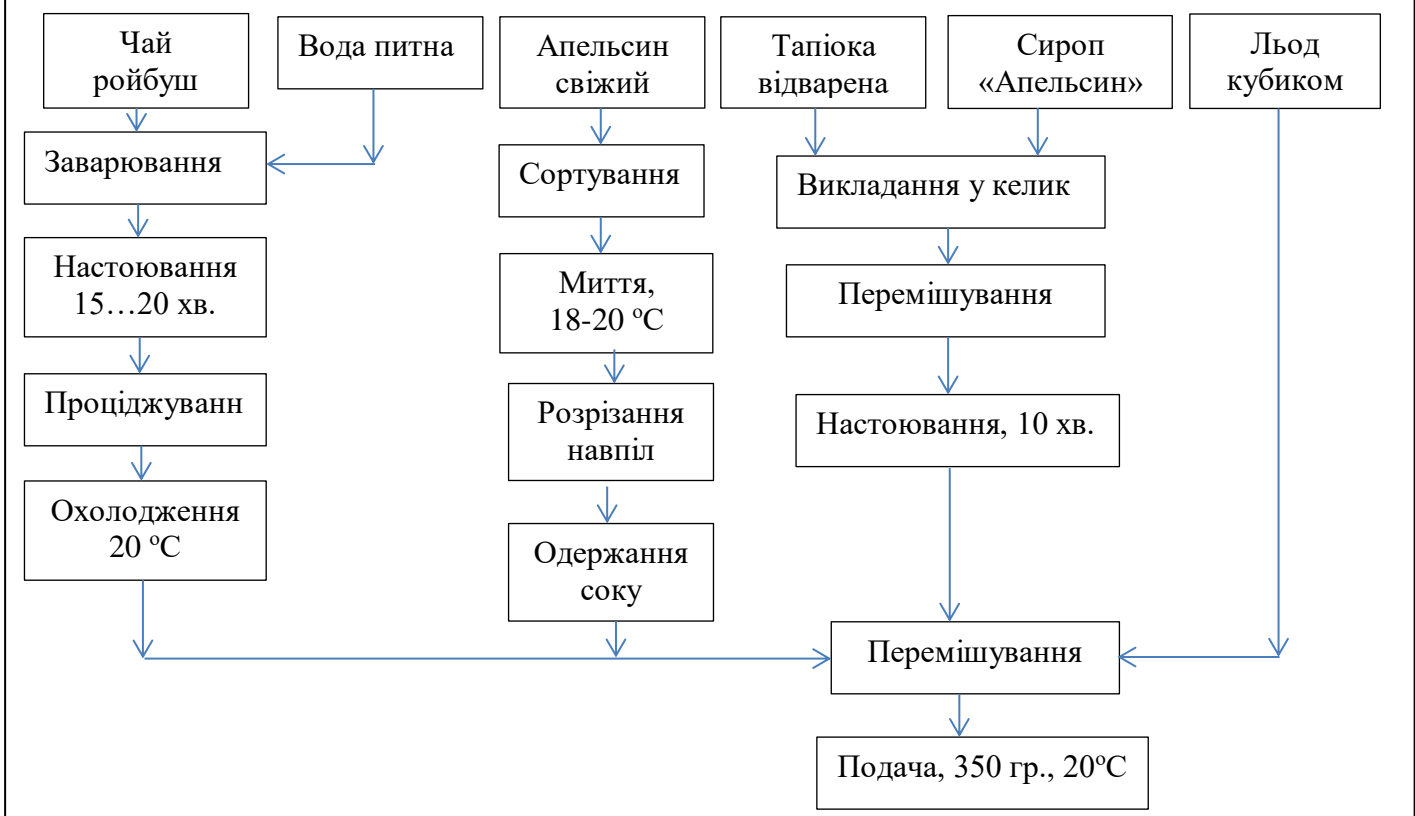 Чай
ройбуш
Вода питна
Апельсин
свіжий
Тапіока
відварена
Сироп
«Апельсин»
Льод
кубиком
Заварювання
Сортування
Викладання у келик
Настоювання
15…20 хв.
Миття,
18-20 ºС
Перемішування
Проціджуванн
Розрізання
навпіл
Настоювання, 10 хв.
Охолодження
20 ºС
Одержання
соку
Перемішування
Подача, 350 гр., 20ºС